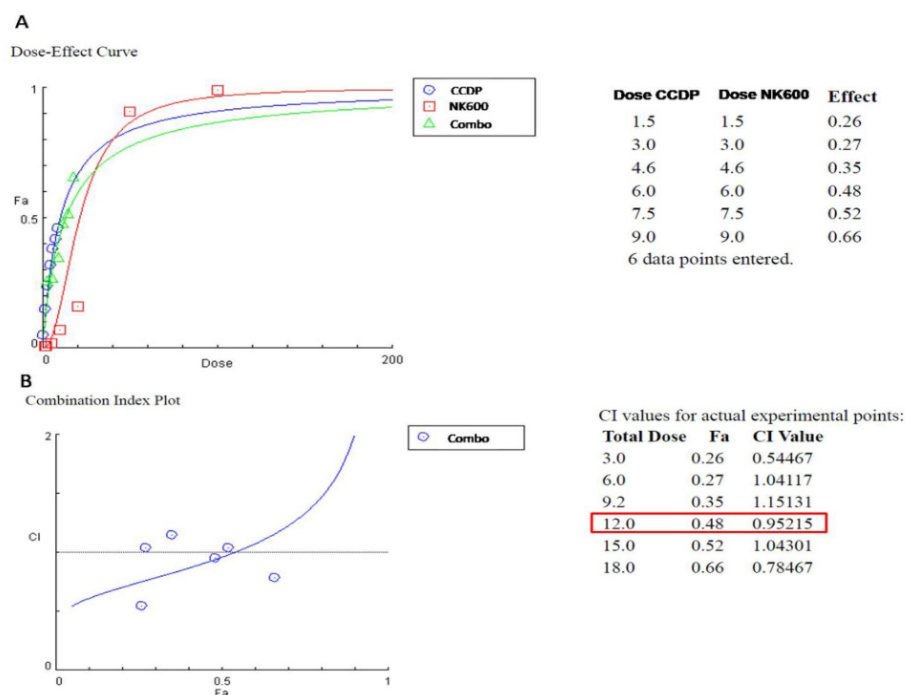 A
Dose-Effect Curve
1
Fa
0.5
0
0
Dose
200
CCDP
NK600
Combo
Dose CCDP Dose NK600 Effect
1.5 1.5 0.26
3.0 3.0 0.27
4.6 4.6 0.35
6.0 6.0 0.48
7.5 7.5 0.52
9.0 9.0 0.66
6 data points entered.
B
Combination Index Plot
2
CI
1
0
0
0.5
1
Fa
Combo
CI values for actual experimental points:
Total Dose Fa CI Value
3.0 0.26 0.54467
6.0 0.27 1.04117
9.2 0.35 1.15131
12.0 0.48 0.95215
15.0 0.52 1.04301
18.0 0.66 0.78467